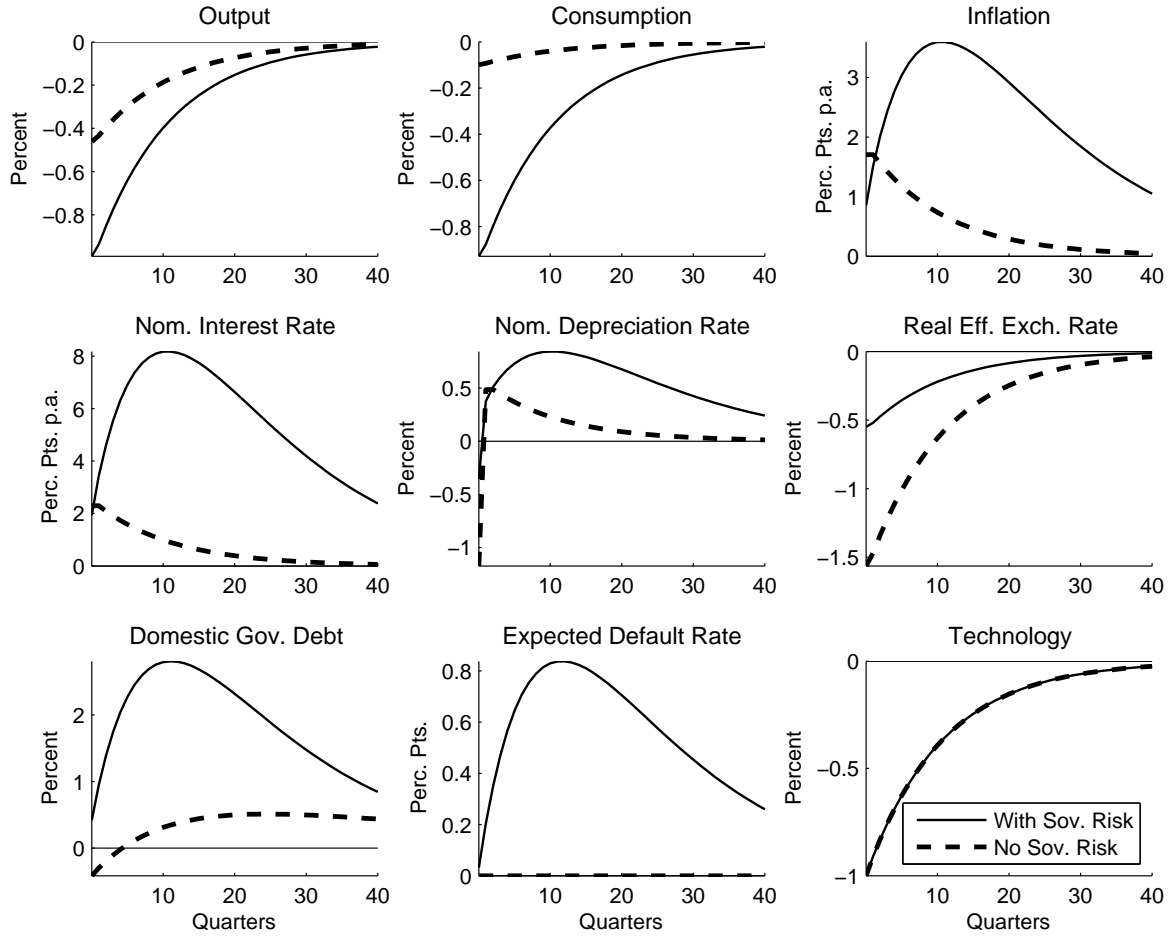 Output
Percent
0
−0.2
−0.4
−0.6
−0.8
10 20 30 40
Consumption
Percent
0
−0.2
−0.4
−0.6
−0.8
10 20 30 40
Inflation
Perc. Pts. p.a.
3
2
1
0
10 20 30 40
Nom. Interest Rate
Perc. Pts. p.a.
8
6
4
2
0
10 20 30 40
Nom. Depreciation Rate
Percent
0.5
0
−0.5
−1
10 20 30 40
Real Eff. Exch. Rate
Percent
0
−0.5
−1
−1.5
10 20 30 40
Domestic Gov. Debt
Percent
2
1
0
10 20 30 40
Quarters
Expected Default Rate
Perc. Pts.
0.8
0.6
0.4
0.2
0
10 20 30 40
Quarters
Technology
Percent
0
−0.5
−1
With Sov. Risk
No Sov. Risk
10 20 30 40
Quarters